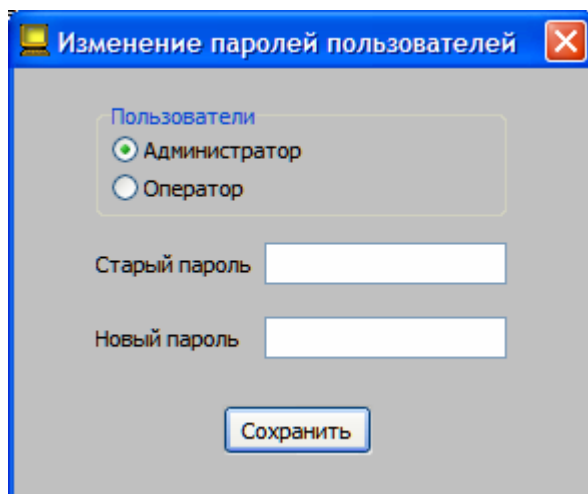 Изменение паролей пользователей
Пользователи
Администратор
Оператор
Старый пароль
Новый пароль
Сохранить